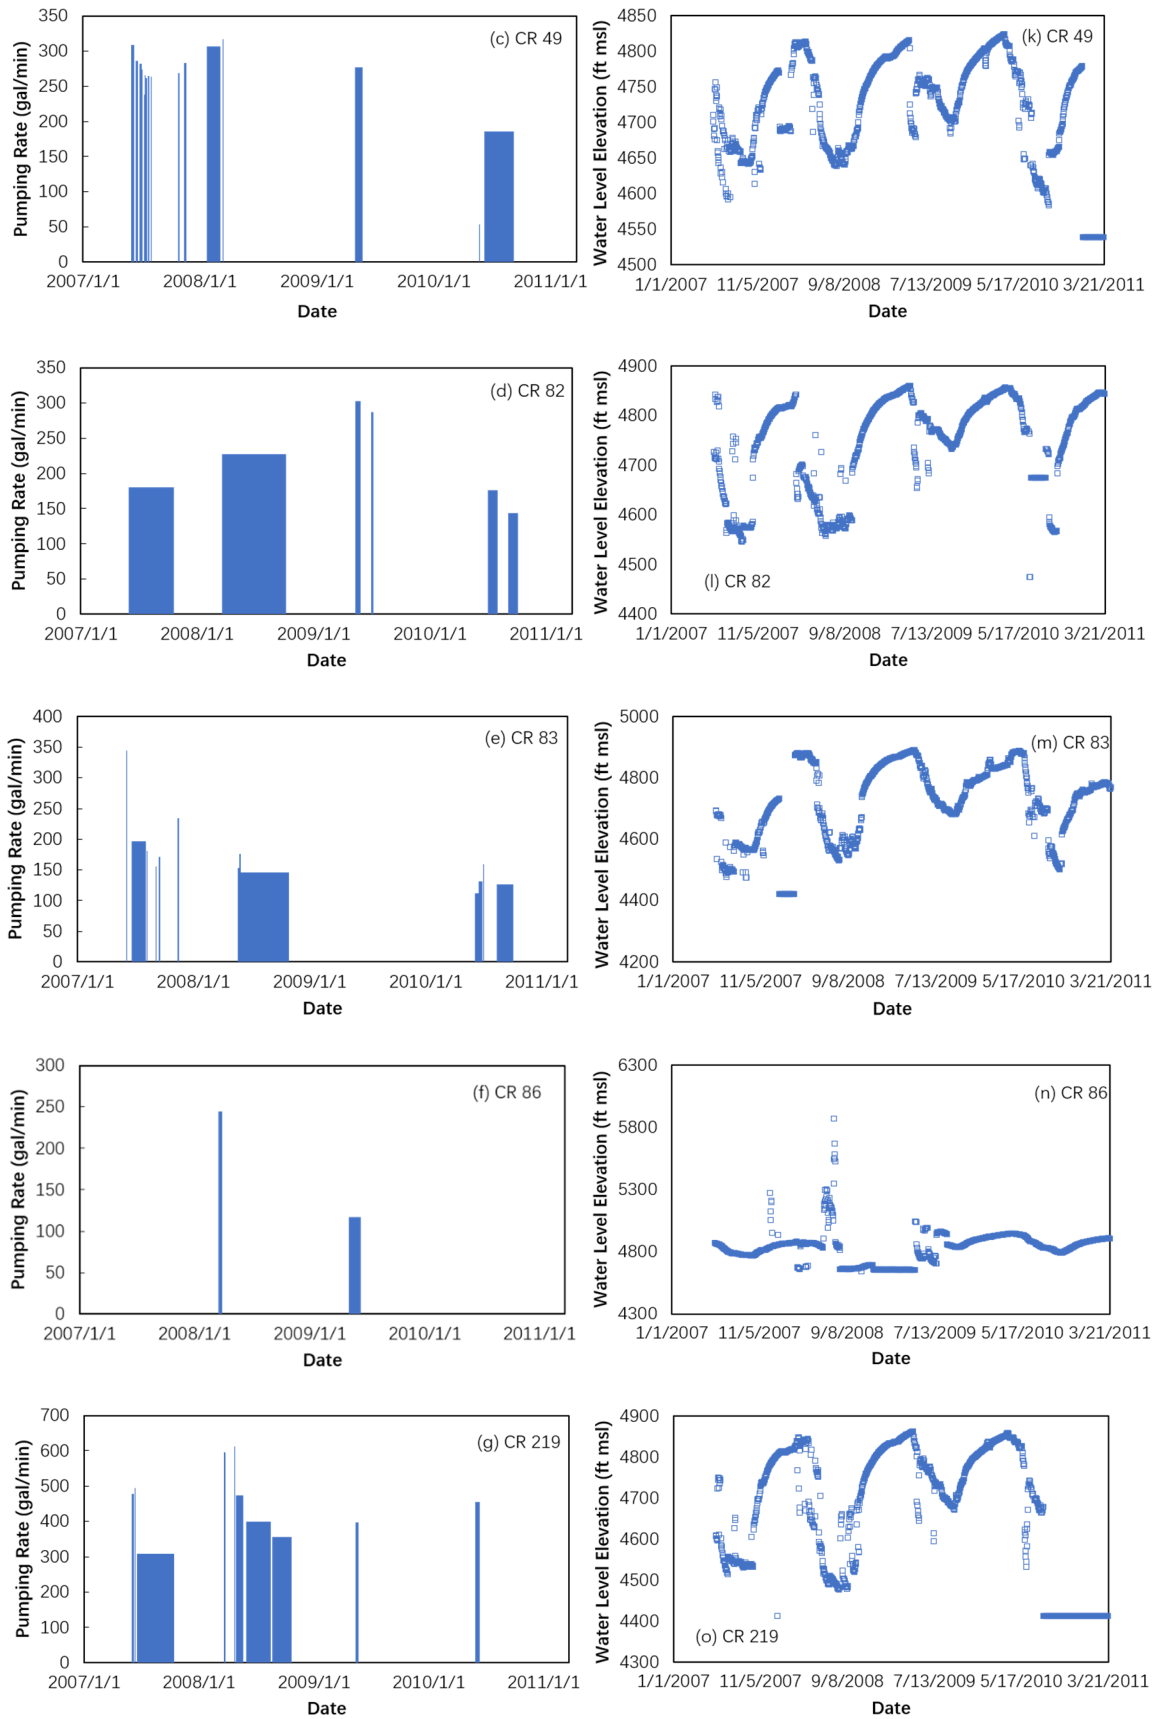 Pumping Rate (gal/min)
350
300
250
200
150
100
50
0
(c) CR 49
2007/1/1 2008/1/1 2009/1/1 2010/1/1 2011/1/1
Date
Water Level Elevation (ft msl)
4850
4800
4750
4700
4650
4600
4550
4500
(k) CR 49
1/1/2007 11/5/2007 9/8/2008 7/13/2009 5/17/2010 3/21/2011
Date
Pumping Rate (gal/min)
350
300
250
200
150
100
50
0
(d) CR 82
2007/1/1 2008/1/1 2009/1/1 2010/1/1 2011/1/1
Date
Water Level Elevation (ft msl)
4900
4800
4700
4600
4500
4400
(l) CR 82
1/1/2007 11/5/2007 9/8/2008 7/13/2009 5/17/2010 3/21/2011
Date
Pumping Rate (gal/min)
400
350
300
250
200
150
100
50
0
(e) CR 83
2007/1/1 2008/1/1 2009/1/1 2010/1/1 2011/1/1
Date
Water Level Elevation (ft msl)
5000
4800
4600
4400
4200
(m) CR 83
1/1/2007 11/5/2007 9/8/2008 7/13/2009 5/17/2010 3/21/2011
Date
Pumping Rate (gal/min)
300
250
200
150
100
50
0
(f) CR 86
2007/1/1 2008/1/1 2009/1/1 2010/1/1 2011/1/1
Date
Water Level Elevation (ft msl)
6300
5800
5300
4800
4300
(n) CR 86
1/1/2007 11/5/2007 9/8/2008 7/13/2009 5/17/2010 3/21/2011
Date
Pumping Rate (gal/min)
700
600
500
400
300
200
100
0
(g) CR 219
2007/1/1 2008/1/1 2009/1/1 2010/1/1 2011/1/1
Date
Water Level Elevation (ft msl)
4900
4800
4700
4600
4500
4400
4300
(o) CR 219
1/1/2007 11/5/2007 9/8/2008 7/13/2009 5/17/2010 3/21/2011
Date